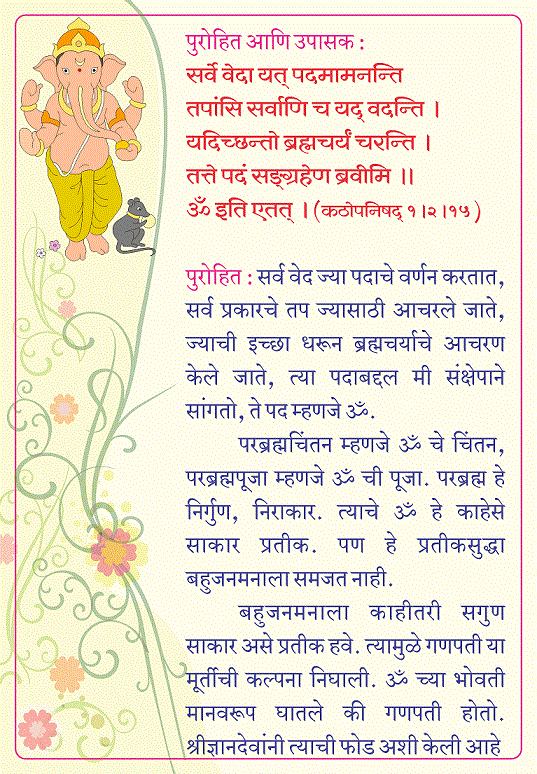 पुरोहित आणि उपासक :
सर्वे वेदा यत् पदमामनन्ति
तपांसि सर्वाणि च यद् वदन्ति ।
यदिच्छन्तो ब्रह्मचर्यं चरन्ति ।
तत्ते पदं सङ्ग्रहेण ब्रवीमि ॥
ॐ इति एतत् । (कठोपनिषद् १।२।१५)
पुरोहित : सर्व वेद ज्या पदाचे वर्णन करतात,
सर्व प्रकारचे तप ज्यासाठी आचरले जाते,
ज्याची इच्छा धरून ब्रह्मचर्याचे आचरण
केले जाते, त्या पदाबद्दल मी संक्षेपाने
सांगतो, ते पद म्हणजे ॐ.
परब्रह्मचिंतन म्हणजे ॐ चे चिंतन,
परब्रह्मपूजा म्हणजे ॐ ची पूजा. परब्रह्म हे
निर्गुण, निराकार. त्याचे ॐ हे काहेसे
साकार प्रतीक. पण हे प्रतीकसुद्धा
बहुजनमनाला समजत नाही.
बहुजनमनाला काहीतरी सगुण
साकार असे प्रतीक हवे. त्यामुळे गणपती या
मूर्तीची कल्पना निघाली. ॐ च्या भोवती
मानवरूप घातले की गणपती होतो.
श्रीज्ञानदेवांनी त्याची फोड अशी केली आहे